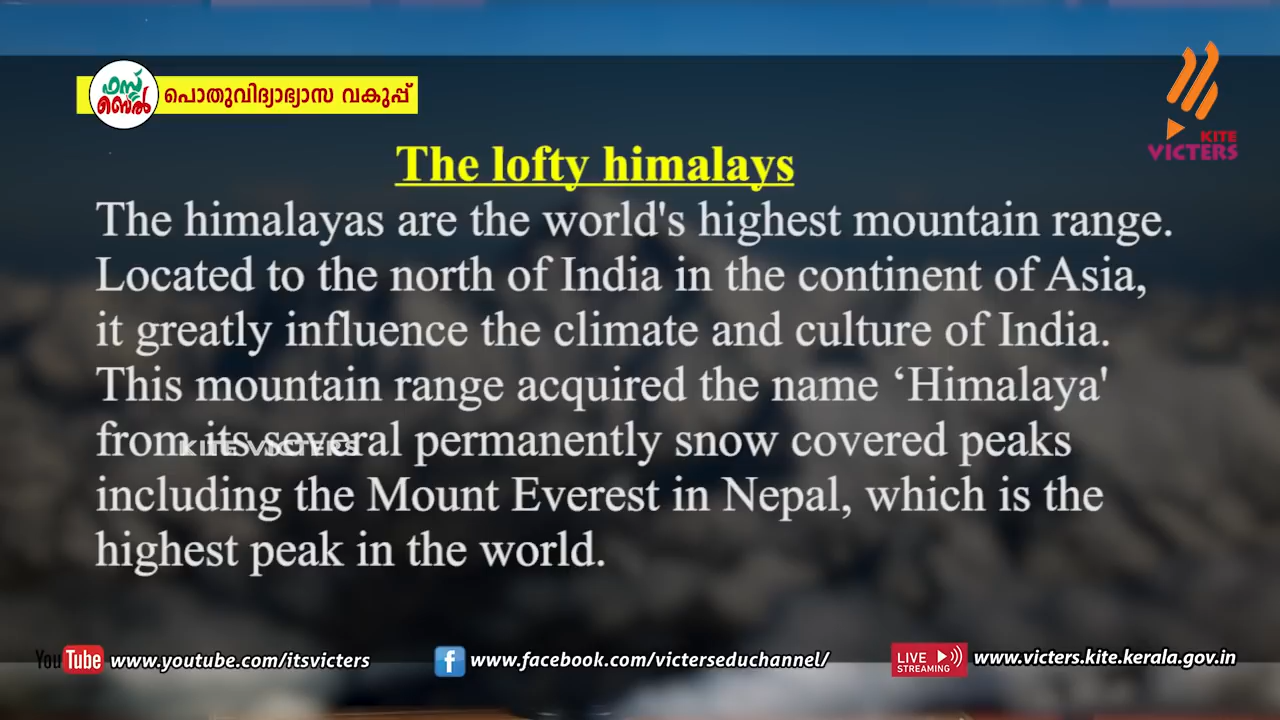 ഫസ്റ്റ് ബെൽ
പൊതുവിദ്യാഭ്യാസ വകുപ്പ്
KITE
VICTERS
The lofty himalays
The himalayas are the world's highest mountain range.
Located to the north of India in the continent of Asia,
it greatly influence the climate and culture of India.
This mountain range acquired the name ‘Himalaya'
from its several permanently snow covered peaks
KITE VICTERS
including the Mount Everest in Nepal, which is the
highest peak in the world.
YouTube www.youtube.com/itsvicters
f www.facebook.com/victerseduchannel/
LIVE STREAMING www.victers.kite.kerala.gov.in